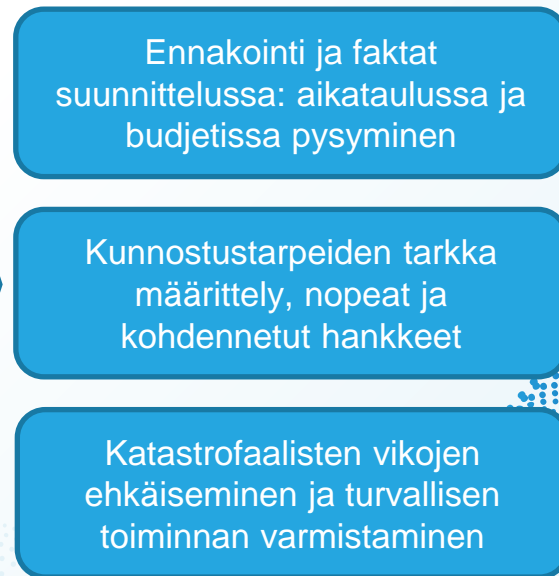 Ennakointi ja faktat
suunnittelussa: aikataulussa ja
budjetissa pysyminen
Kunnostustarpeiden tarkka
määrittely, nopeat ja
kohdennetut hankkeet
Katastrofaalisten vikojen
ehkäiseminen ja turvallisen
toiminnan varmistaminen